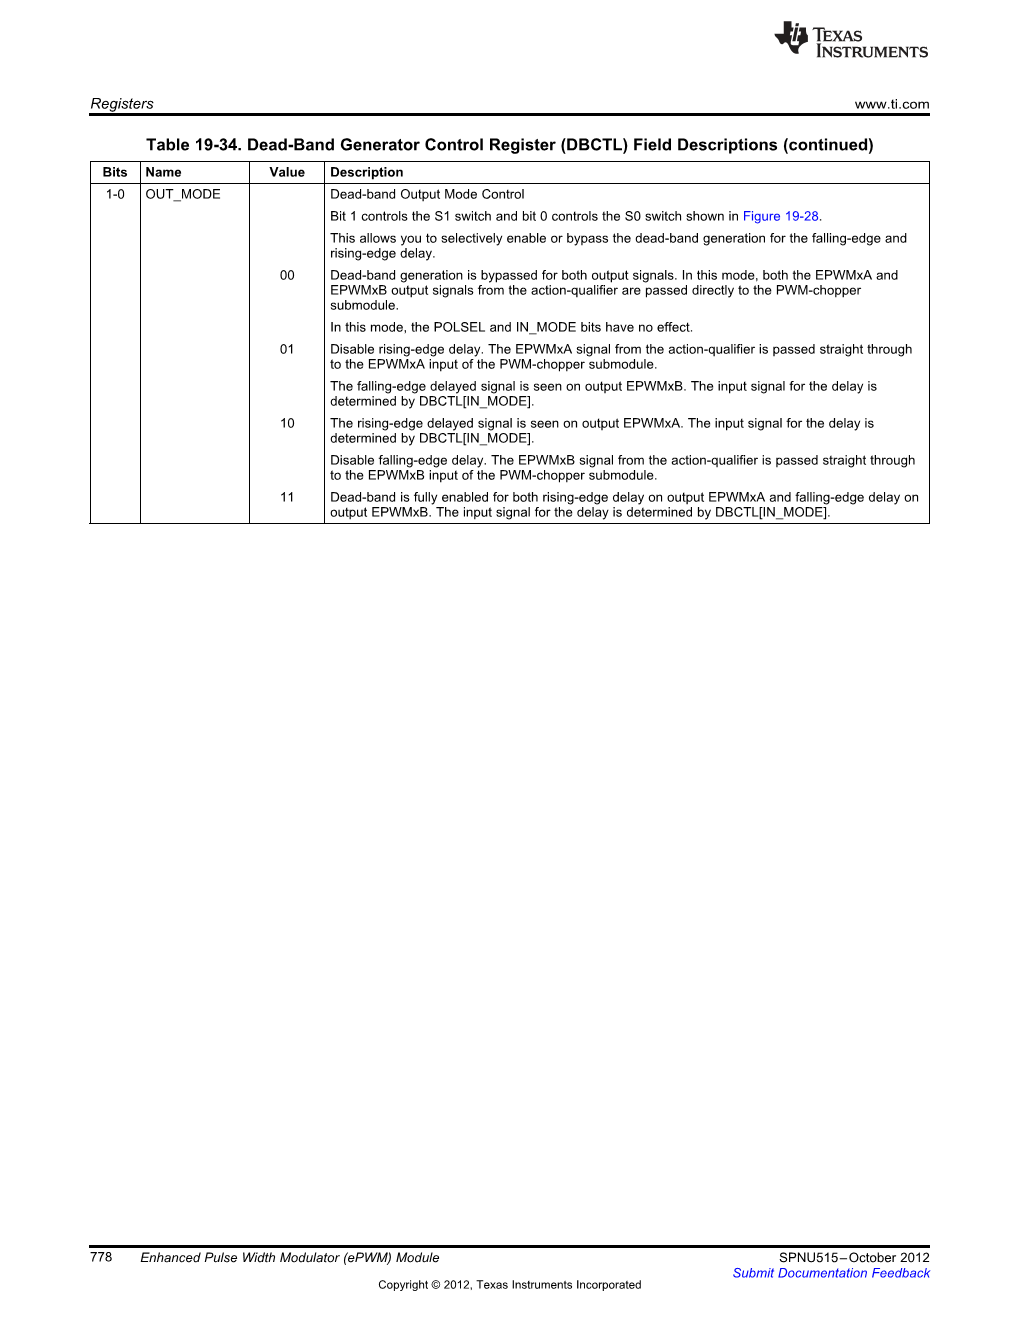 TEXAS
INSTRUMENTS
Registers www.ti.com
Table 19-34. Dead-Band Generator Control Register (DBCTL) Field Descriptions (continued)
Bits Name Value Description
1-0 OUT_MODE Dead-band Output Mode Control
Bit 1 controls the S1 switch and bit 0 controls the S0 switch shown in Figure 19-28.
This allows you to selectively enable or bypass the dead-band generation for the falling-edge and
rising-edge delay.
00 Dead-band generation is bypassed for both output signals. In this mode, both the EPWMxA and
EPWMxB output signals from the action-qualifier are passed directly to the PWM-chopper
submodule.
In this mode, the POLSEL and IN_MODE bits have no effect.
01 Disable rising-edge delay. The EPWMxA signal from the action-qualifier is passed straight through
to the EPWMxA input of the PWM-chopper submodule.
The falling-edge delayed signal is seen on output EPWMxB. The input signal for the delay is
determined by DBCTL[IN_MODE].
10 The rising-edge delayed signal is seen on output EPWMxA. The input signal for the delay is
determined by DBCTL[IN_MODE].
Disable falling-edge delay. The EPWMxB signal from the action-qualifier is passed straight through
to the EPWMxB input of the PWM-chopper submodule.
11 Dead-band is fully enabled for both rising-edge delay on output EPWMxA and falling-edge delay on
output EPWMxB. The input signal for the delay is determined by DBCTL[IN_MODE].
778 Enhanced Pulse Width Modulator (ePWM) Module SPNU515–October 2012
Submit Documentation Feedback
Copyright © 2012, Texas Instruments Incorporated